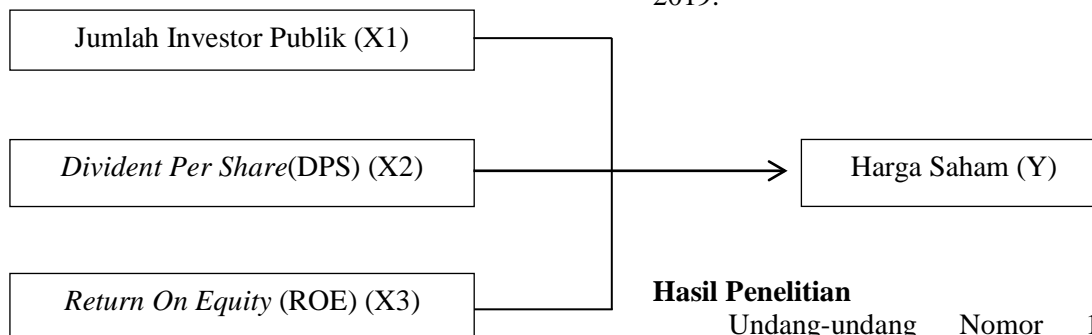 2019.
Jumlah Investor Publik (X1)
Divident Per Share(DPS) (X2)
Harga Saham (Y)
Return On Equity (ROE) (X3)
Hasil Penelitian
Undang-undang Nomor